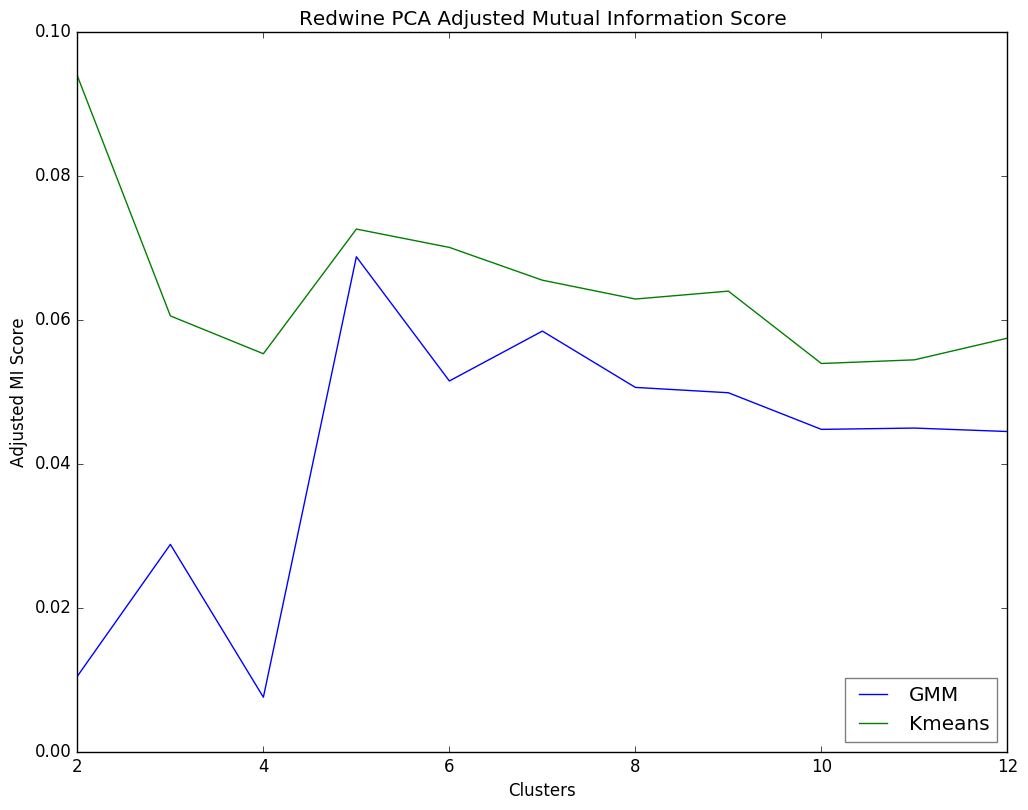 Redwine PCA Adjusted Mutual Information Score
0.10
0.08
0.06
0.04
0.02
0.00
Adjusted MI Score
2 4 6 8 10 12
Clusters
GMM
Kmeans